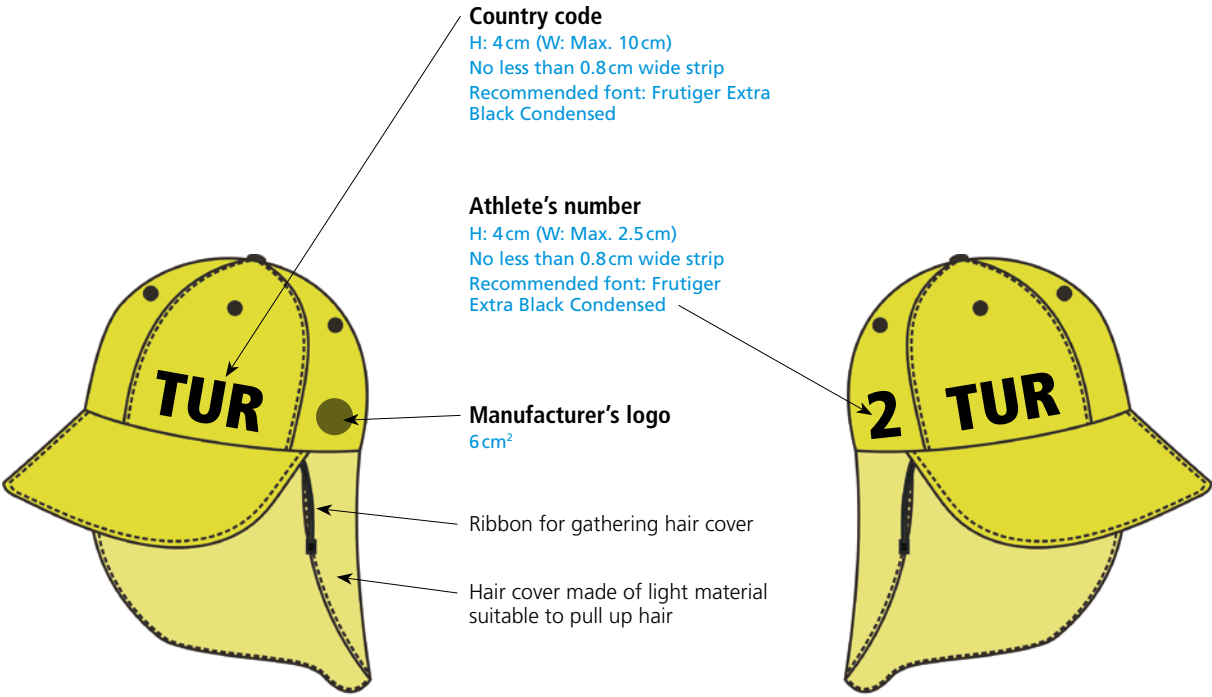 Country code
H: 4 cm (W: Max. 10 cm)
No less than 0.8 cm wide strip
Recommended font: Frutiger Extra
Black Condensed
Athlete's number
H: 4 cm (W: Max. 2.5 cm)
No less than 0.8 cm wide strip
Recommended font: Frutiger
Extra Black Condensed
TUR
2 TUR
Manufacturer's logo
6 cm²
Ribbon for gathering hair cover
Hair cover made of light material
suitable to pull up hair